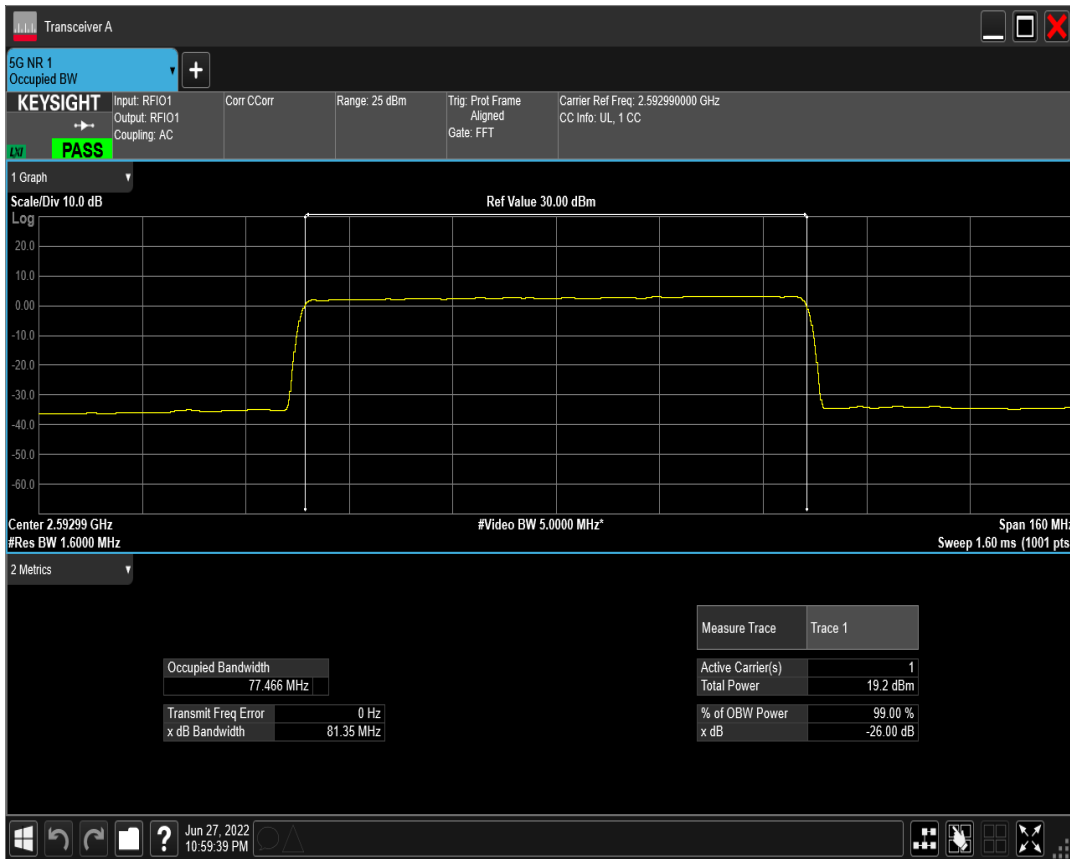 Transceiver A
5G NR 1
Occupied BW
+
KEYSIGHT
LXI
PASS
Input: RFIO1
Output: RFIO1
Coupling: AC
Corr CCorr
Range: 25 dBm
Trig: Prot Frame
Aligned
Gate: FFT
Carrier Ref Freq: 2.592990000 GHz
CC Info: UL, 1 CC
1 Graph
Scale/Div 10.0 dB
Ref Value 30.00 dBm
Log
20.0
10.0
0.00
-10.0
-20.0
-30.0
-40.0
-50.0
-60.0
Center 2.59299 GHz
#Video BW 5.0000 MHz*
Span 160 MHz
#Res BW 1.6000 MHz
Sweep 1.60 ms (1001 pts
2 Metrics
Measure Trace Trace 1
Occupied Bandwidth
77.466 MHz
Active Carrier(s) 1
Total Power 19.2 dBm
Transmit Freq Error 0 Hz
x dB Bandwidth 81.35 MHz
% of OBW Power 99.00 %
x dB -26.00 dB
?
Jun 27, 2022
10:59:39 PM